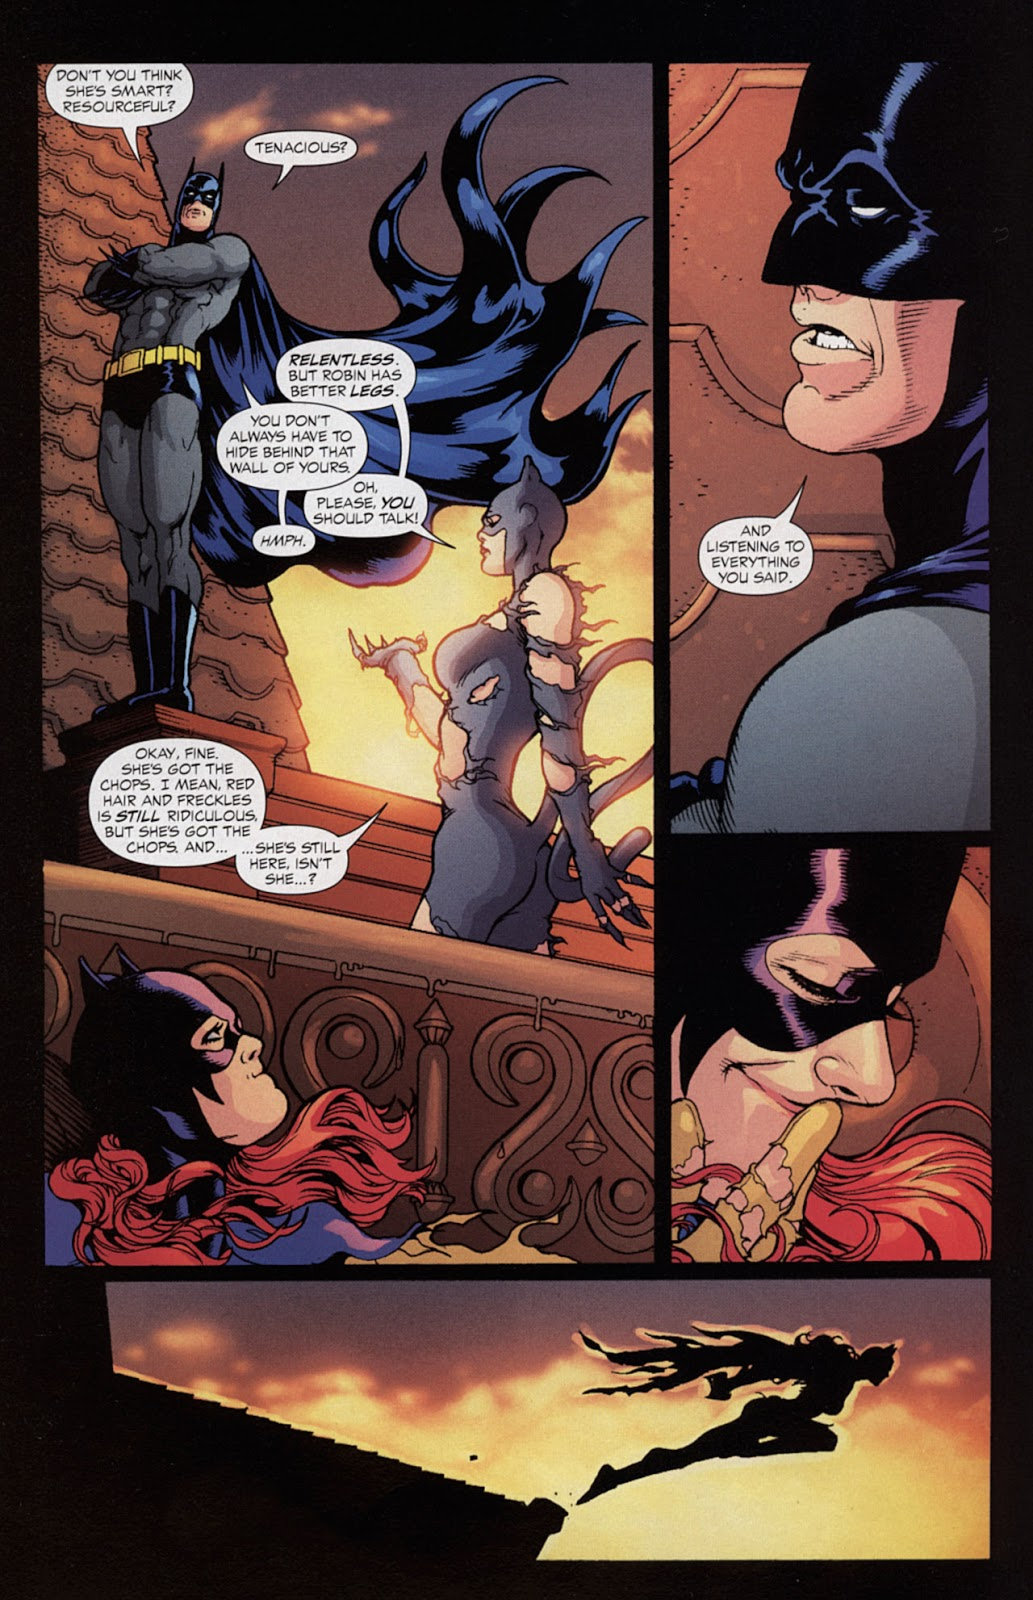 DON'T YOU THINK
SHE'S SMART?
RESOURCEFUL?
TENACIOUS?
RELENTLESS.
BUT ROBIN HAS
BETTER LEGS.
YOU DON'T
ALWAYS HAVE TO
HIDE BEHIND THAT
WALL OF YOURS.
OH,
PLEASE, YOU
SHOULD TALK!
HMPH.
OKAY, FINE.
SHE'S GOT THE
CHOPS. I MEAN, RED
HAIR AND FRECKLES
IS STILL RIDICULOUS,
BUT SHE'S GOT THE
CHOPS. AND...
...SHE'S STILL
HERE, ISN'T
SHE...?
AND
LISTENING TO
EVERYTHING
YOU SAID.